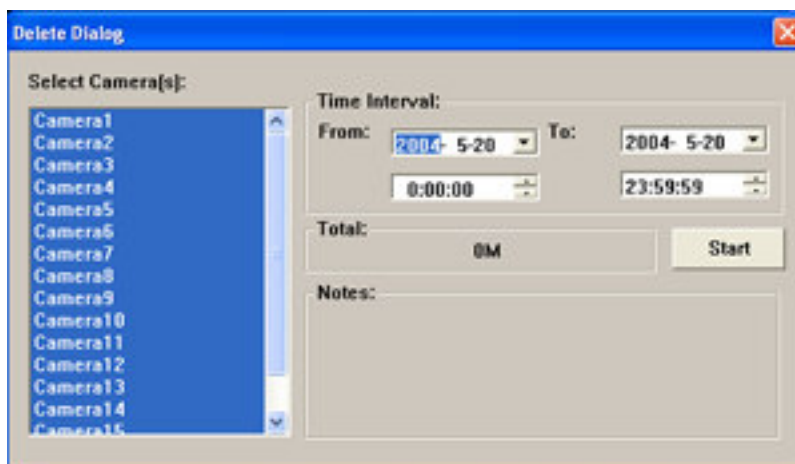 Delete Dialog
Select Camera[s]:
Camera1
Camera2
Camera3
Camera4
Camera5
Camera6
Camera7
Camera8
Camera9
Camera10
Camera11
Camera12
Camera13
Camera14
Camera15
Time Interval:
From: 2004- 5-20 To: 2004- 5-20
0:00:00 23:59:59
Total:
0M
Start
Notes: